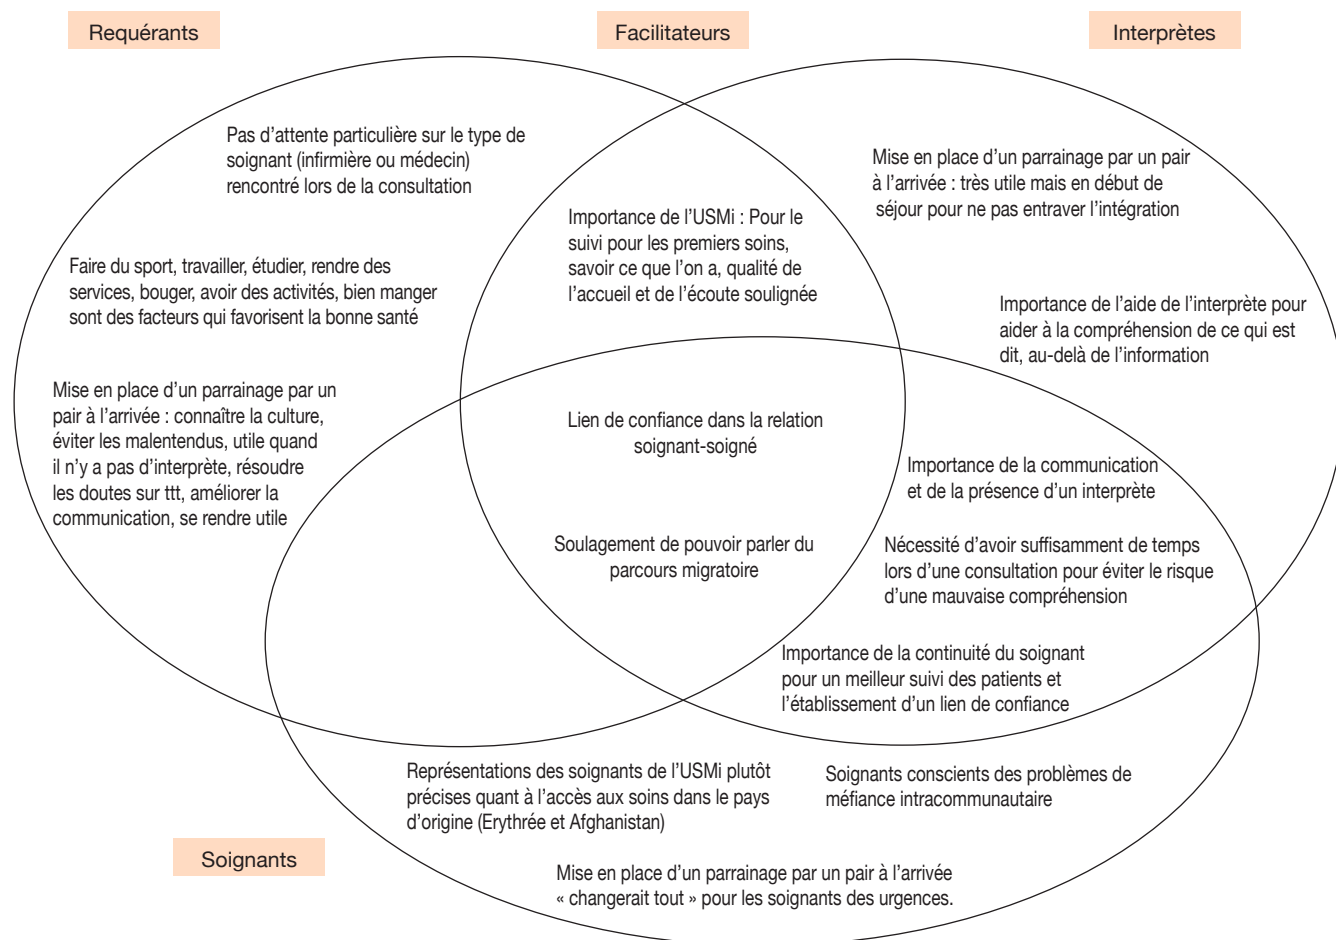 Requérants
Facilitateurs
Interprètes
Pas d’attente particulière sur le type de
soignant (infirmière ou médecin)
rencontré lors de la consultation
Faire du sport, travailler, étudier, rendre des
services, bouger, avoir des activités, bien manger
sont des facteurs qui favorisent la bonne santé
Mise en place d’un parrainage par un
pair à l’arrivée : connaître la culture,
éviter les malentendus, utile quand
il n’y a pas d’interprète, résoudre
les doutes sur ttt, améliorer la
communication, se rendre utile
Importance de l’USMi : Pour le
suivi pour les premiers soins,
savoir ce que l’on a, qualité de
l’accueil et de l’écoute soulignée
Mise en place d’un parrainage par un pair
à l’arrivée : très utile mais en début de
séjour pour ne pas entraver l’intégration
Importance de l’aide de l’interprète pour
aider à la compréhension de ce qui est
dit, au-delà de l’information
Lien de confiance dans la relation
soignant-soigné
Soulagement de pouvoir parler du
parcours migratoire
Importance de la communication
et de la présence d’un interprète
Nécessité d’avoir suffisamment de temps
lors d’une consultation pour éviter le risque
d’une mauvaise compréhension
Importance de la continuité du soignant
pour un meilleur suivi des patients et
l’établissement d’un lien de confiance
Représentations des soignants de l’USMi plutôt
précises quant à l’accès aux soins dans le pays
d’origine (Erythrée et Afghanistan)
Soignants conscients des problèmes de
méfiance intracommunautaire
Soignants
Mise en place d’un parrainage par un pair à l’arrivée
« changerait tout » pour les soignants des urgences.